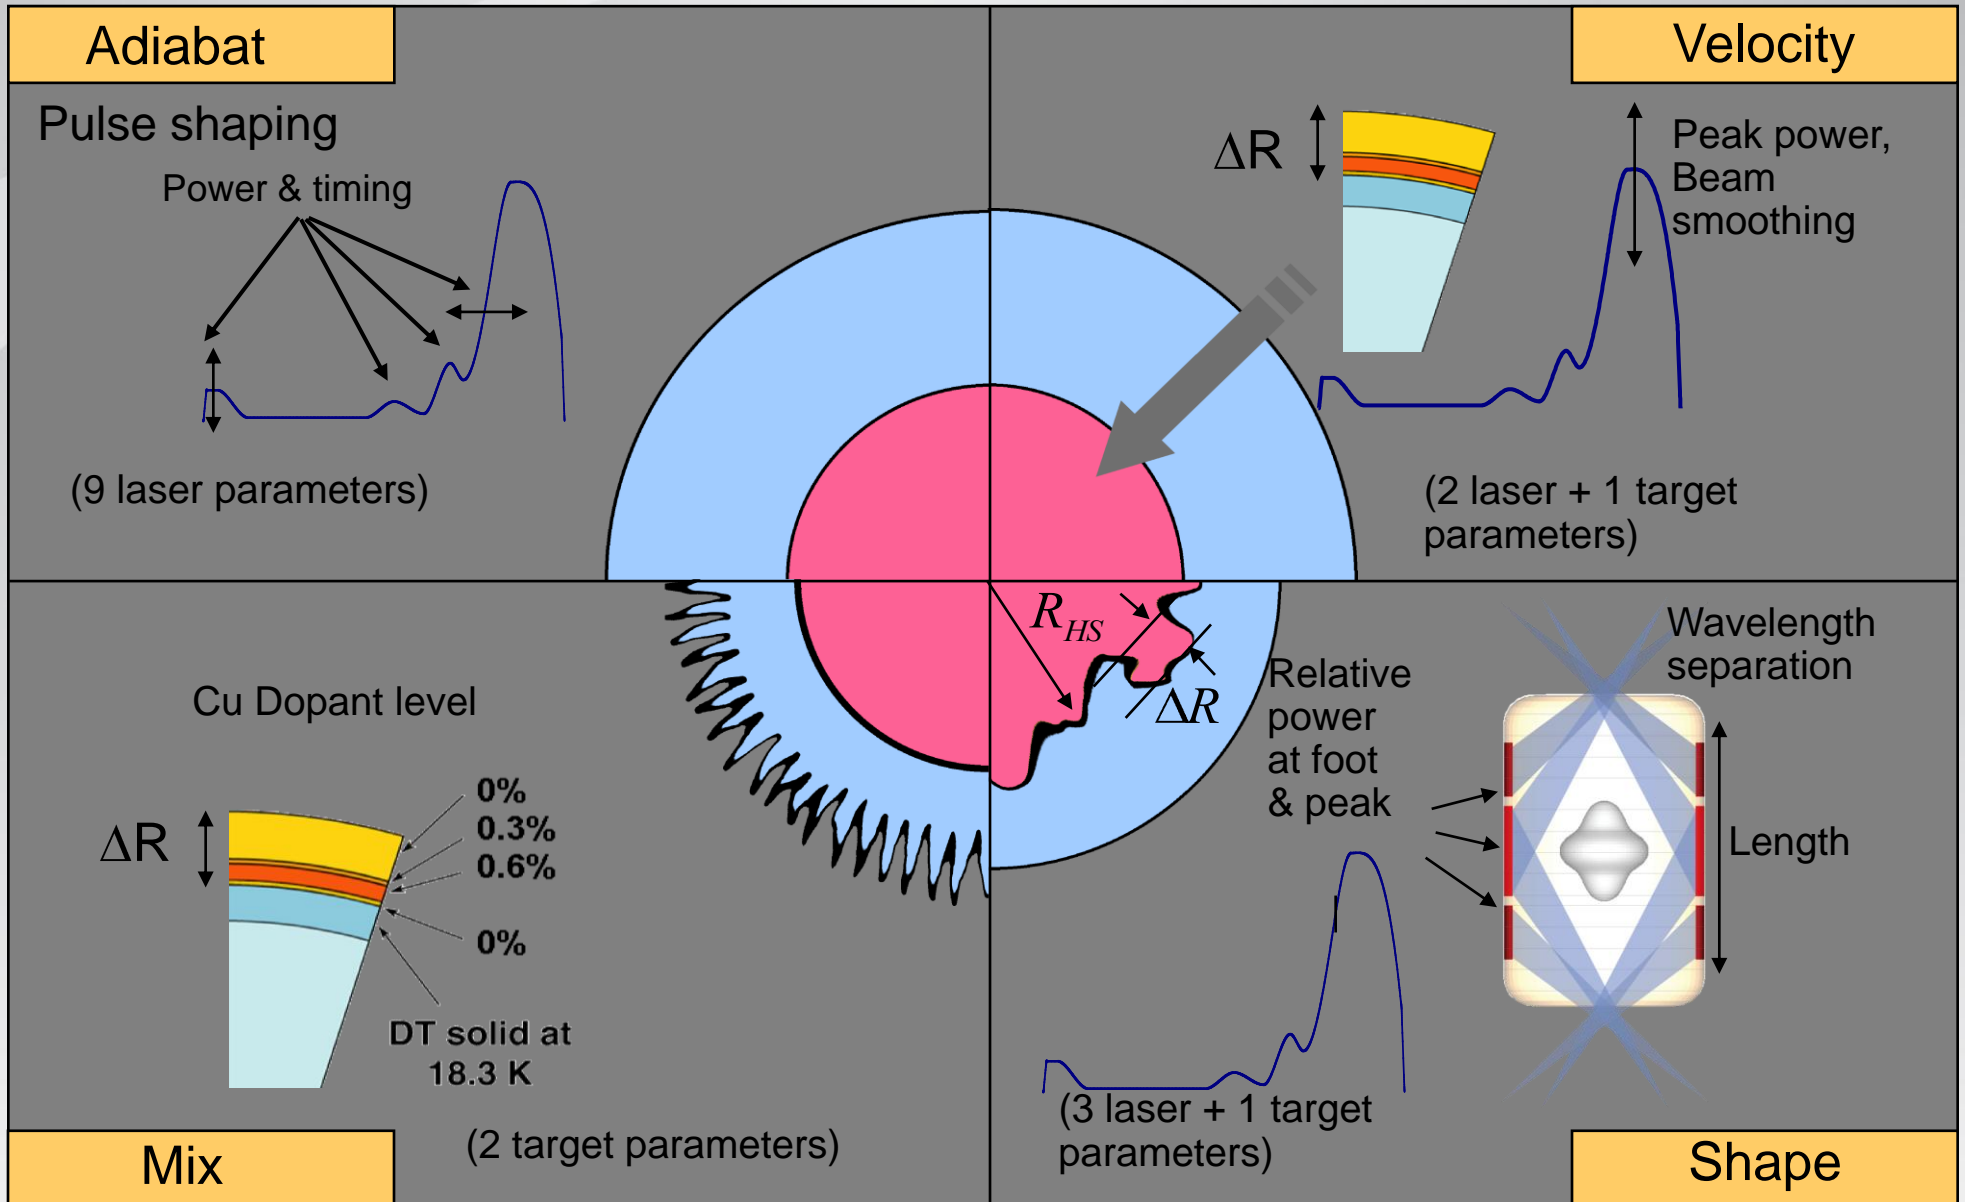 Adiabat
Pulse shaping
Power & timing
(9 laser parameters)
Velocity
ΔR
Peak power,
Beam
smoothing
(2 laser + 1 target
parameters)
Cu Dopant level
ΔR
0%
0.3%
0.6%
0%
DT solid at
18.3 K
(2 target parameters)
Mix
R_HS
ΔR
Relative
power
at foot
& peak
Wavelength
separation
Length
(3 laser + 1 target
parameters)
Shape